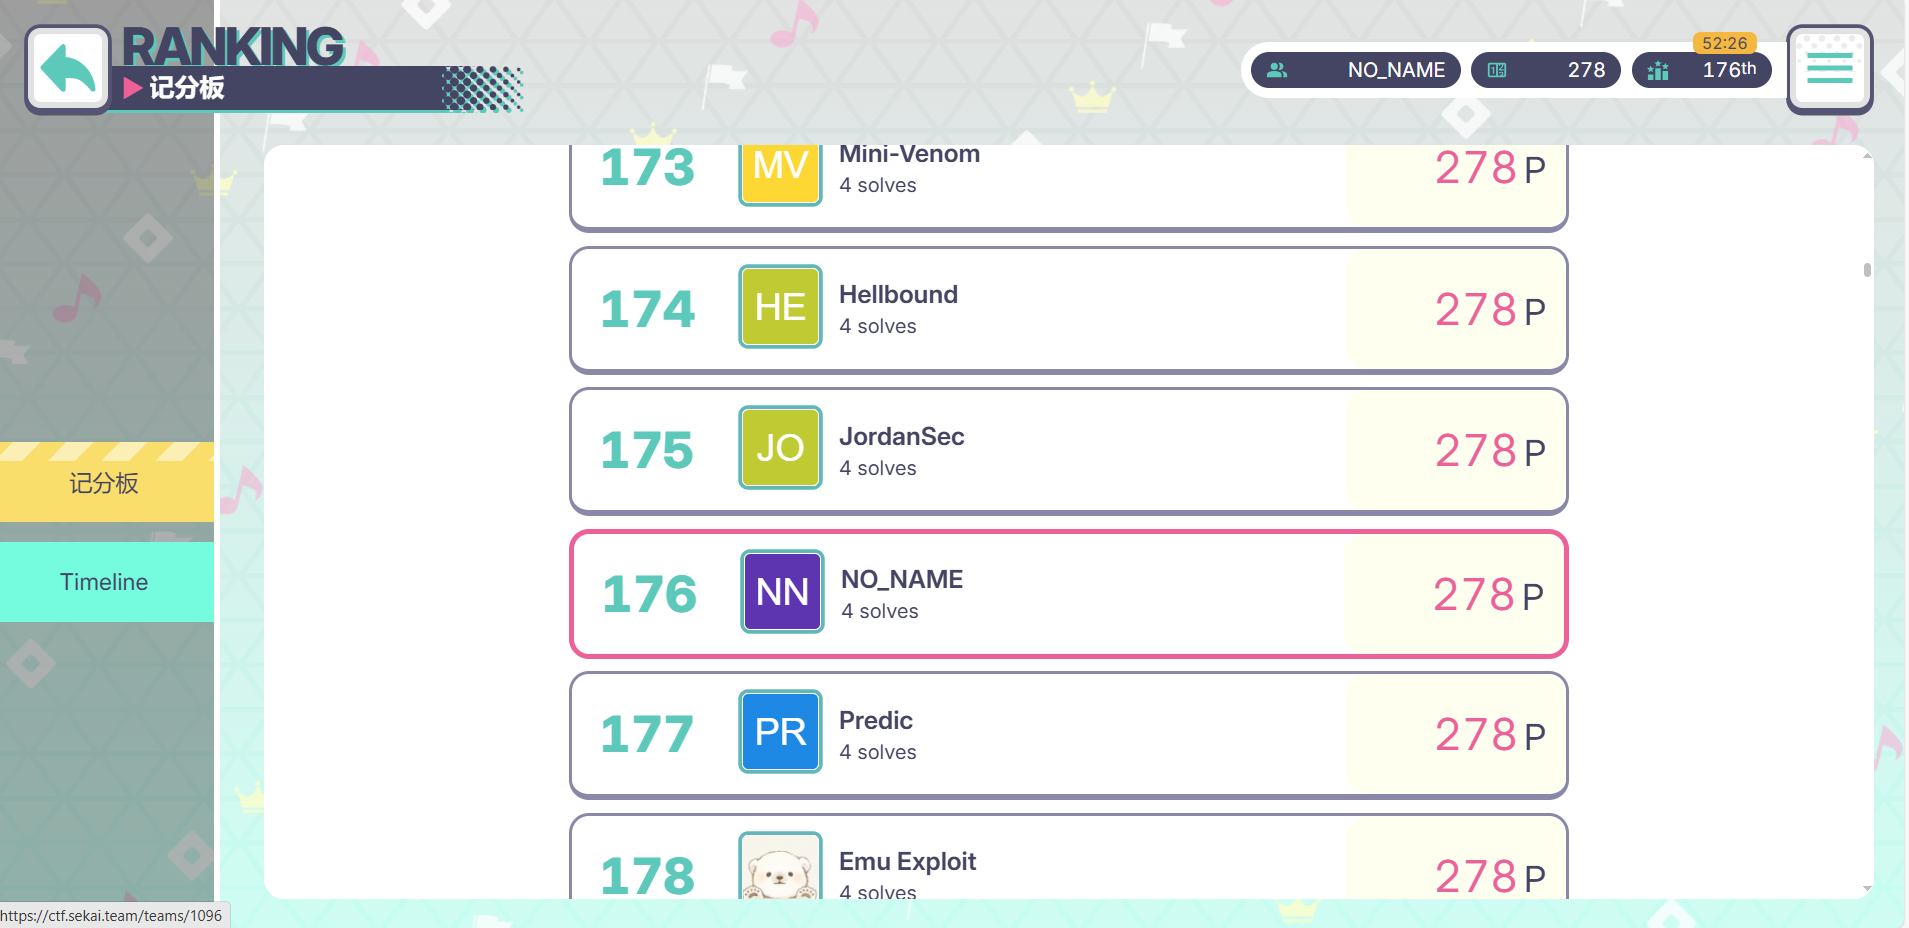 RANKING
记分板
52:26
NO_NAME
278
176th
173
MV
Mini-Venom
4 solves
278 P
174
HE
Hellbound
4 solves
278 P
175
JO
JordanSec
4 solves
278 P
176
NN
NO_NAME
4 solves
278 P
177
PR
Predic
4 solves
278 P
178
Emu Exploit
4 solves
278 P
记分板
Timeline
https://ctf.sekai.team/teams/1096